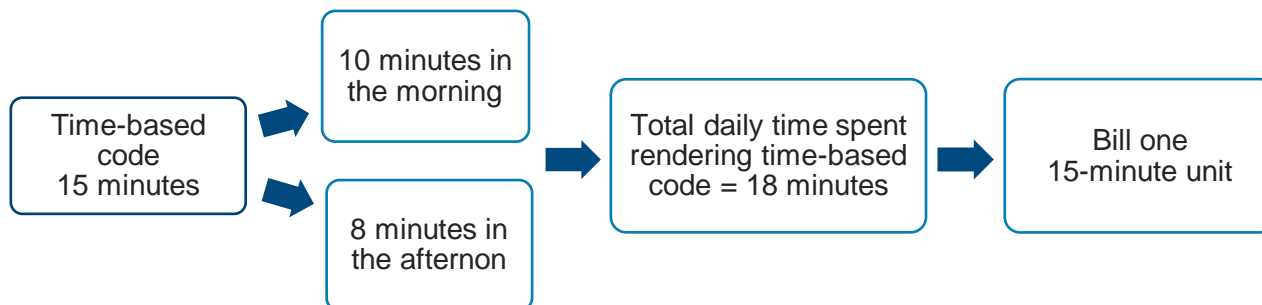 Time-based
code
15 minutes
10 minutes in
the morning
8 minutes in
the afternon
Total daily time spent
rendering time-based
code = 18 minutes
Bill one
15-minute unit